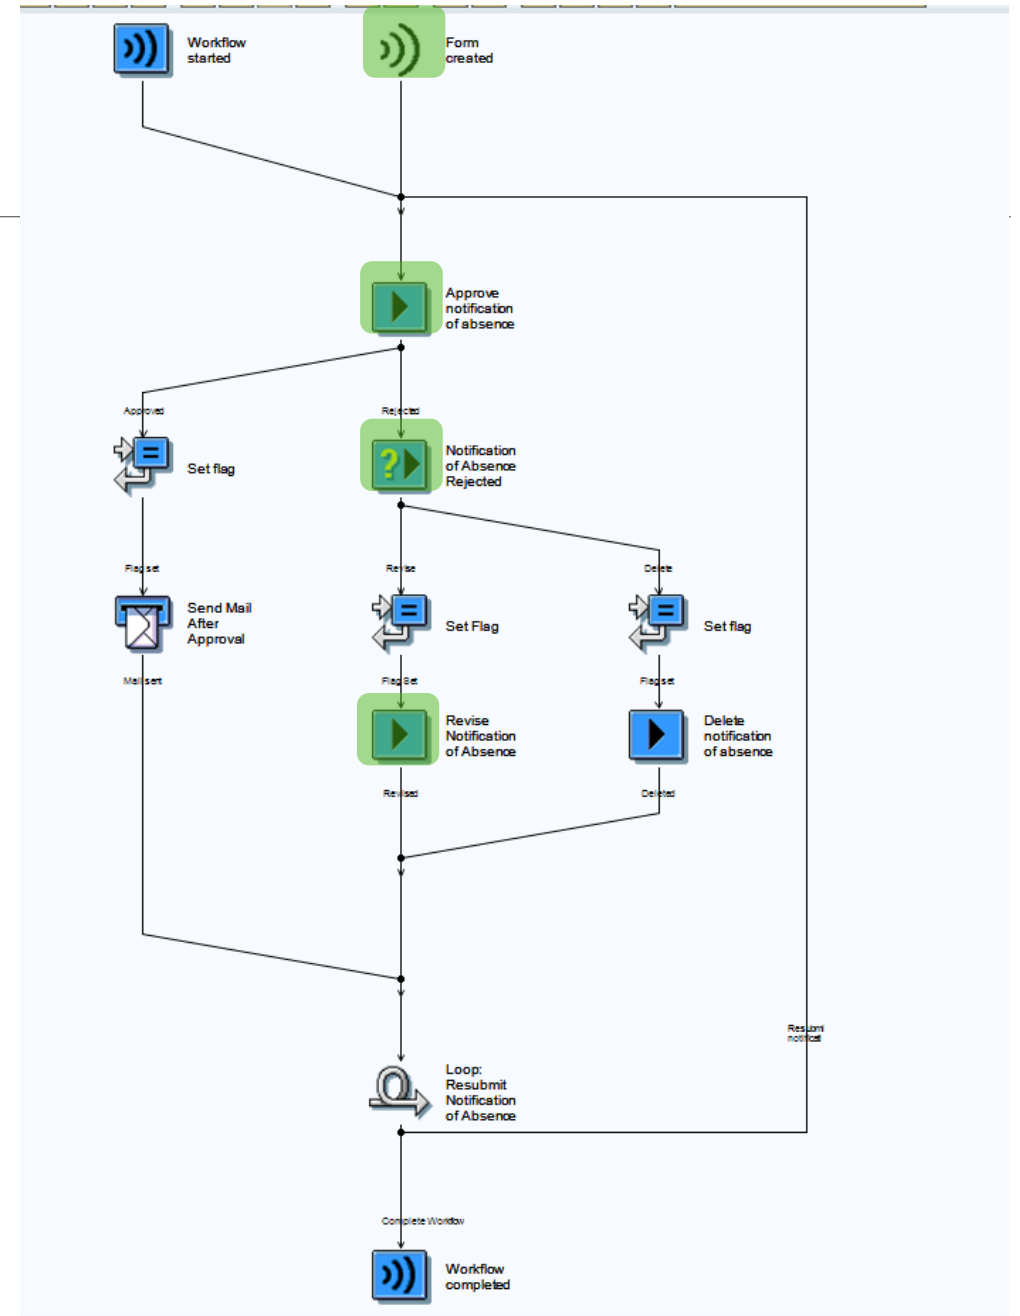 Workflow
started
Form
created
Approve
notification
of absence
Approved
Rejected
Set flag
Notification
of Absence
Rejected
Flag set
Revise
Delete
Send Mail
After
Approval
Set Flag
Set flag
Mail sent
Flag Set
Flag set
Revise
Notification
of Absence
Delete
notification
of absence
Revised
Deleted
Resubmi
notificati
Loop:
Resubmit
Notification
of Absence
Complete Workflow
Workflow
completed